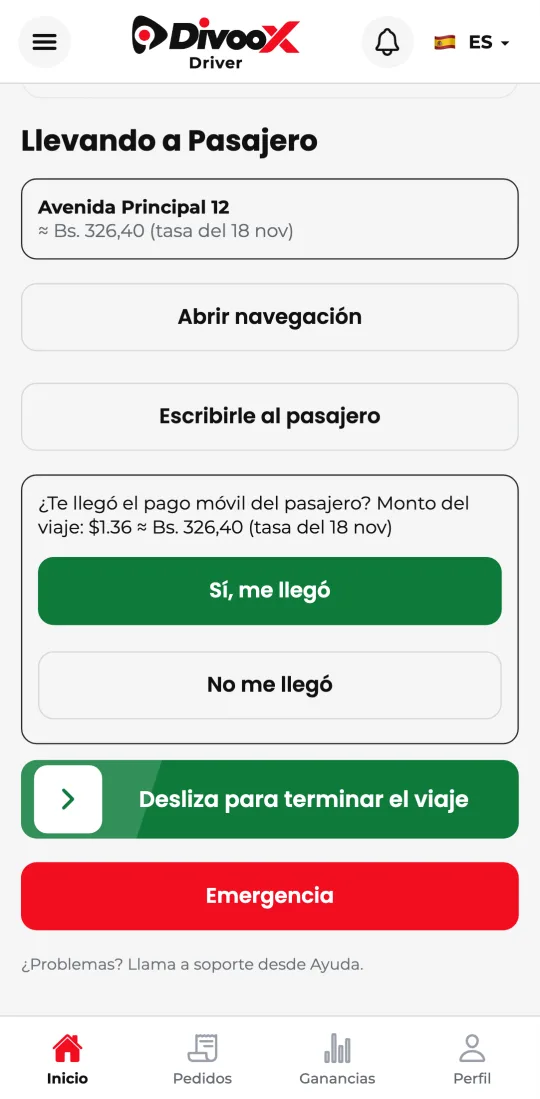 DivooX
Driver
ES
Llevando a Pasajero
Avenida Principal 12
≈ Bs. 326,40 (tasa del 18 nov)
Abrir navegación
Escribirle al pasajero
¿Te llegó el pago móvil del pasajero? Monto del
viaje: $1.36 ≈ Bs. 326,40 (tasa del 18 nov)
Sí, me llegó
No me llegó
Desliza para terminar el viaje
Emergencia
¿Problemas? Llama a soporte desde Ayuda.
Inicio
Pedidos
Ganancias
Perfil